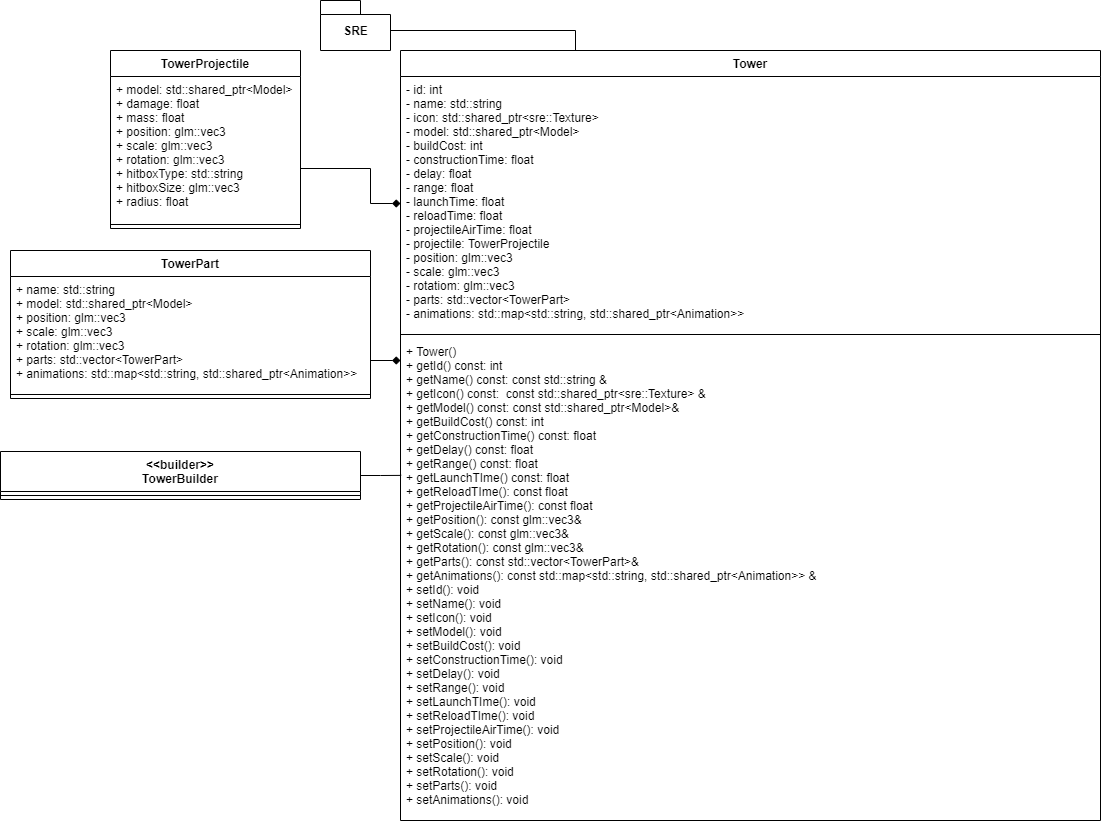 SRE
TowerProjectile
+ model: std::shared_ptr<Model>
+ damage: float
+ mass: float
+ position: glm::vec3
+ scale: glm::vec3
+ rotation: glm::vec3
+ hitboxType: std::string
+ hitboxSize: glm::vec3
+ radius: float
TowerPart
+ name: std::string
+ model: std::shared_ptr<Model>
+ position: glm::vec3
+ scale: glm::vec3
+ rotation: glm::vec3
+ parts: std::vector<TowerPart>
+ animations: std::map<std::string, std::shared_ptr<Animation>>
<<builder>>
TowerBuilder
Tower
- id: int
- name: std::string
- icon: std::shared_ptr<sre::Texture>
- model: std::shared_ptr<Model>
- buildCost: int
- constructionTime: float
- delay: float
- range: float
- launchTime: float
- reloadTime: float
- projectileAirTime: float
- projectile: TowerProjectile
- position: glm::vec3
- scale: glm::vec3
- rotatiom: glm::vec3
- parts: std::vector<TowerPart>
- animations: std::map<std::string, std::shared_ptr<Animation>>
+ Tower()
+ getId() const: int
+ getName() const: const std::string &
+ getIcon() const:  const std::shared_ptr<sre::Texture> &
+ getModel() const: const std::shared_ptr<Model>&
+ getBuildCost() const: int
+ getConstructionTime() const: float
+ getDelay() const: float
+ getRange() const: float
+ getLaunchTIme() const: float
+ getReloadTIme(): const float
+ getProjectileAirTime(): const float
+ getPosition(): const glm::vec3&
+ getScale(): const glm::vec3&
+ getRotation(): const glm::vec3&
+ getParts(): const std::vector<TowerPart>&
+ getAnimations(): const std::map<std::string, std::shared_ptr<Animation>> &
+ setId(): void
+ setName(): void
+ setIcon(): void
+ setModel(): void
+ setBuildCost(): void
+ setConstructionTime(): void
+ setDelay(): void
+ setRange(): void
+ setLaunchTIme(): void
+ setReloadTIme(): void
+ setProjectileAirTime(): void
+ setPosition(): void
+ setScale(): void
+ setRotation(): void
+ setParts(): void
+ setAnimations(): void